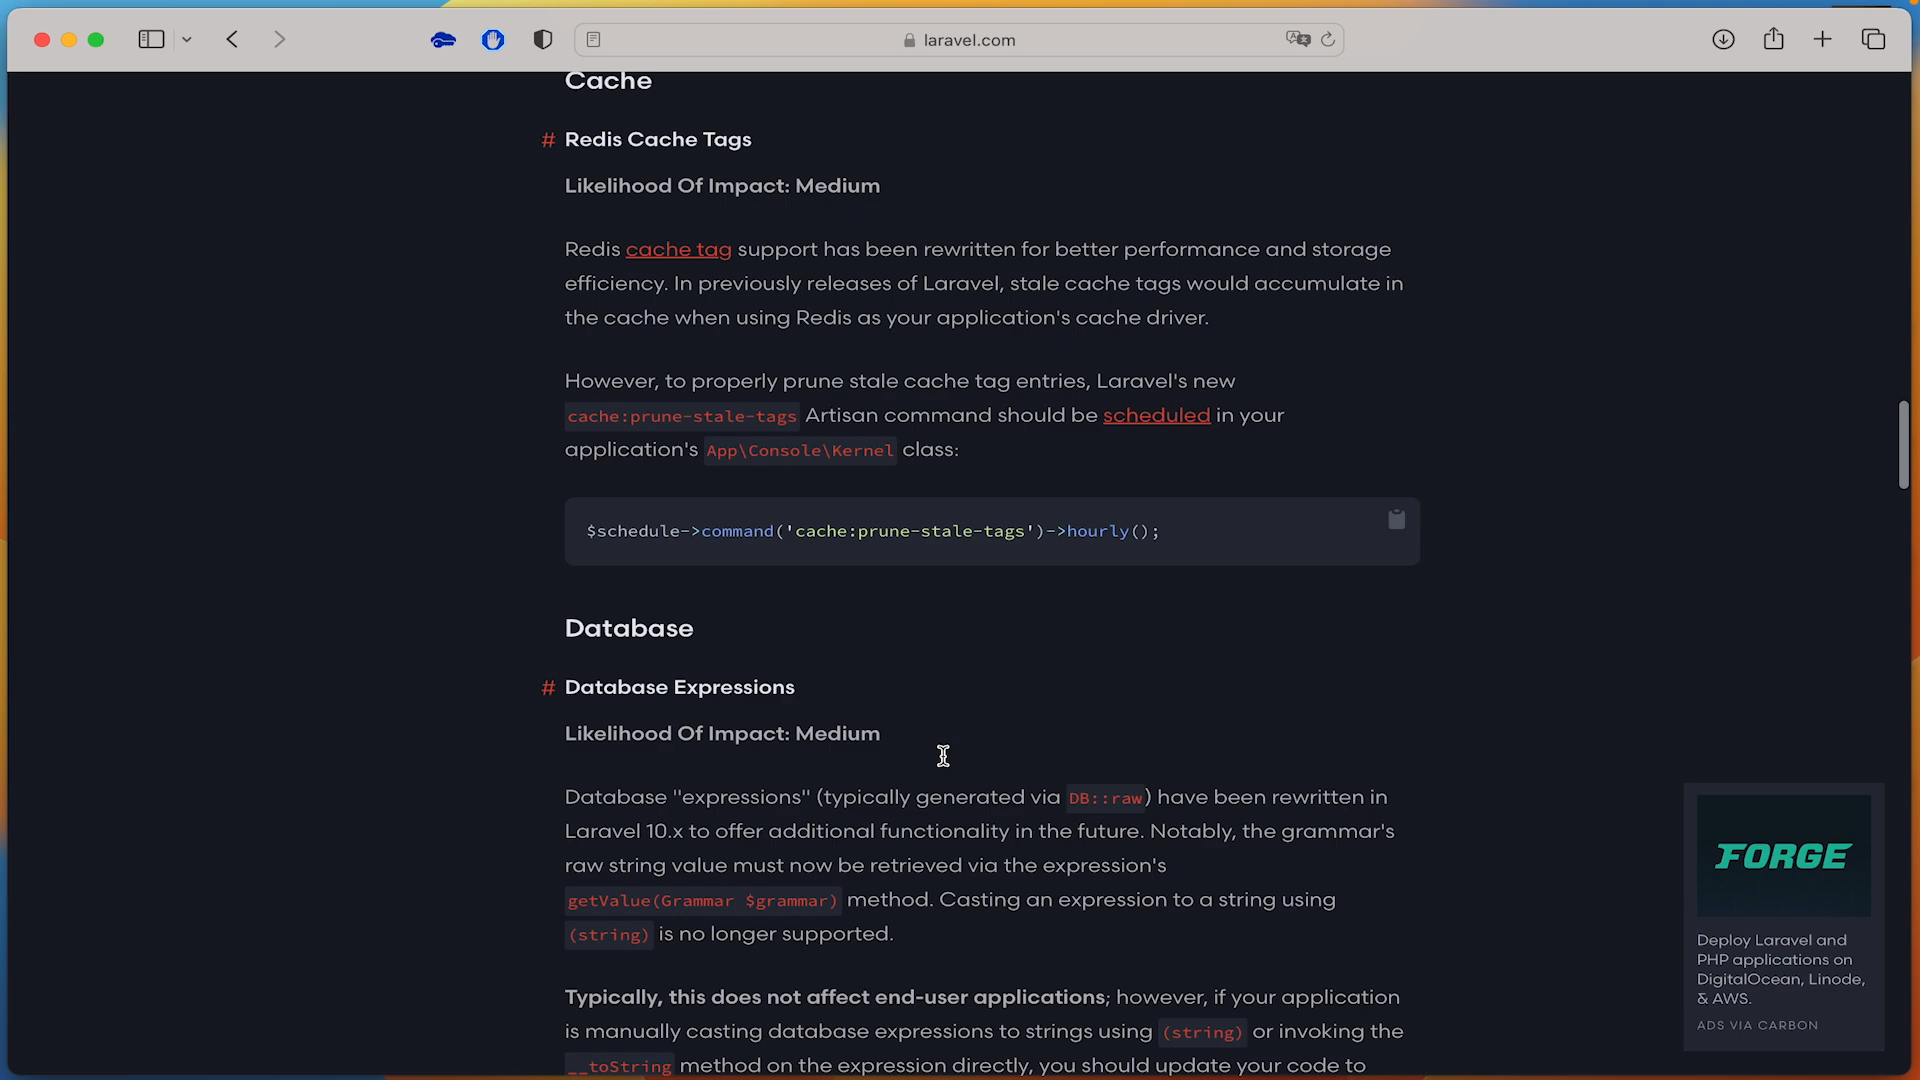 laravel.com
Cache
# Redis Cache Tags
Likelihood Of Impact: Medium
Redis cache tag support has been rewritten for better performance and storage
efficiency. In previously releases of Laravel, stale cache tags would accumulate in
the cache when using Redis as your application's cache driver.
However, to properly prune stale cache tag entries, Laravel's new
cache:prune-stale-tags Artisan command should be scheduled in your
application's App\Console\Kernel class:
$schedule->command('cache:prune-stale-tags')->hourly();
Database
# Database Expressions
Likelihood Of Impact: Medium
Database "expressions" (typically generated via DB::raw) have been rewritten in
Laravel 10.x to offer additional functionality in the future. Notably, the grammar's
raw string value must now be retrieved via the expression's
getValue(Grammar $grammar) method. Casting an expression to a string using
(string) is no longer supported.
Typically, this does not affect end-user applications; however, if your application
is manually casting database expressions to strings using (string) or invoking the
__toString method on the expression directly, you should update your code to
FORGE
Deploy Laravel and
PHP applications on
DigitalOcean, Linode,
& AWS.
ADS VIA CARBON